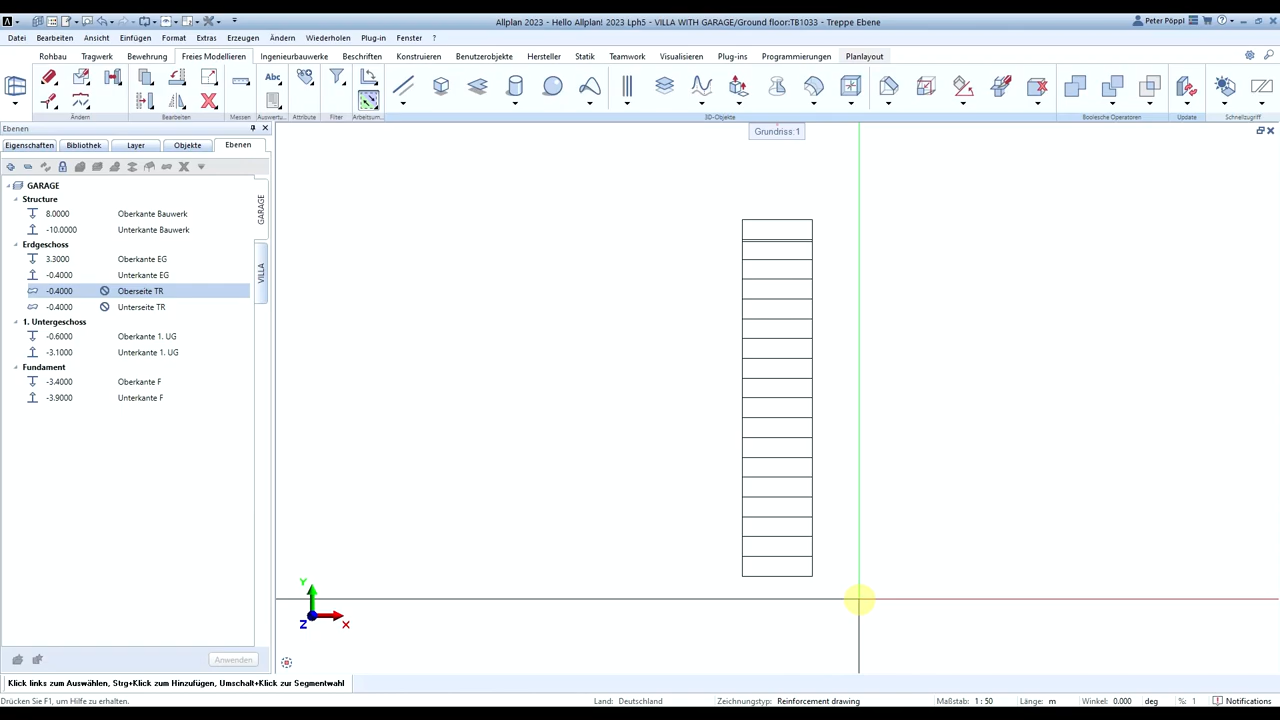 Allplan 2023 - Hello Allplan! 2023 Lph5 - VILLA WITH GARAGE/Ground floor:TB1033 - Treppe Ebene
Peter Pöppl
Datei Bearbeiten Ansicht Einfügen Format Extras Erzeugen Ändern Wiederholen Plug-in Fenster ?
Rohbau Tragwerk Bewehrung Freies Modellieren Ingenieurbauwerke Beschriften Konstruieren Benutzerobjekte Hersteller Statik Teamwork Visualisieren Plug-ins Programmierung Planlayout
Abc
Ändern Bearbeiten Messen Auswertu... Attribute Filter Arbeitsum... 3D-Objekte Boolesche Operatoren Update Schnellzugriff
Ebenen
Grundriss:1
Eigenschaften Bibliothek Layer Objekte Ebenen
GARAGE
Structure
8.0000 Oberkante Bauwerk
-10.0000 Unterkante Bauwerk
Erdgeschoss
3.3000 Oberkante EG
-0.4000 Unterkante EG
-0.4000 Oberseite TR
-0.4000 Unterseite TR
1. Untergeschoss
-0.6000 Oberkante 1. UG
-3.1000 Unterkante 1. UG
Fundament
-3.4000 Oberkante F
-3.9000 Unterkante F
GARAGE
VILLA
Y
Z
X
Anwenden
Klick links zum Auswählen, Strg+Klick zum Hinzufügen, Umschalt+Klick zur Segmentwahl
Drücken Sie F1, um Hilfe zu erhalten. Land: Deutschland Zeichnungstyp: Reinforcement drawing Maßstab: 1 : 50 Länge: m Winkel: 0.000 deg %: 1 Notifications